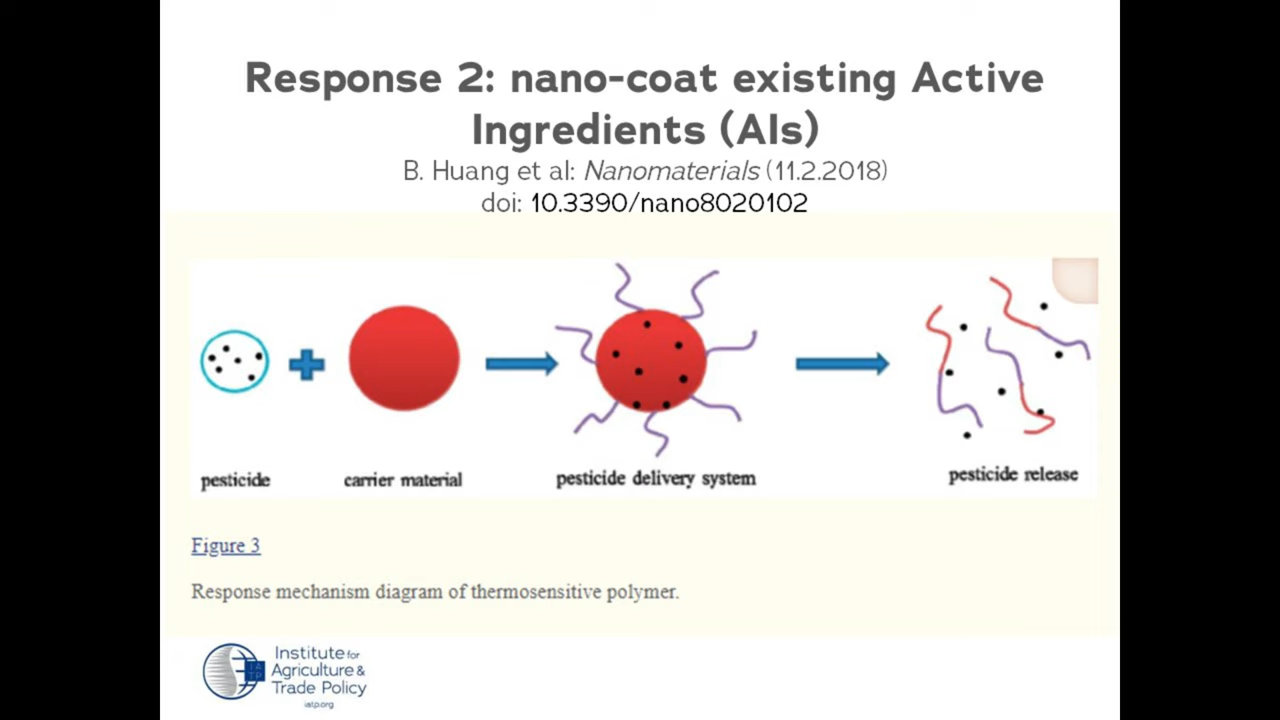 Response 2: nano-coat existing Active
Ingredients (AIs)
B. Huang et al: Nanomaterials (11.2.2018)
doi: 10.3390/nano8020102
pesticide
carrier material
pesticide delivery system
pesticide release
Figure 3
Response mechanism diagram of thermosensitive polymer.
Institute for
Agriculture &
Trade Policy
iatp.org